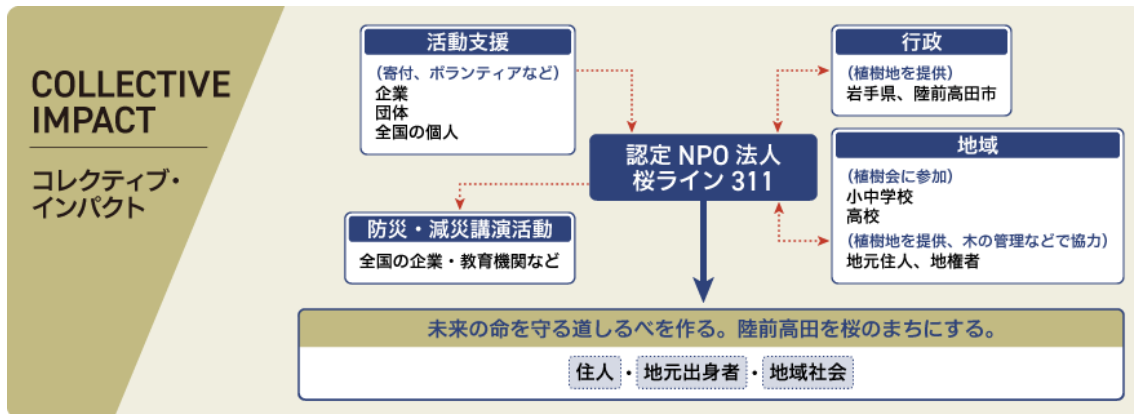 COLLECTIVE
IMPACT
コレクティブ・
インパクト
活動支援
（寄付、ボランティアなど）
企業
団体
全国の個人
行政
（植樹地を提供）
岩手県、陸前高田市
認定 NPO 法人
桜ライン 311
地域
（植樹会に参加）
小中学校
高校
（植樹地を提供、木の管理などで協力）
地元住人、地権者
防災・減災講演活動
全国の企業・教育機関など
未来の命を守る道しるべを作る。陸前高田を桜のまちにする。
住人・地元出身者・地域社会